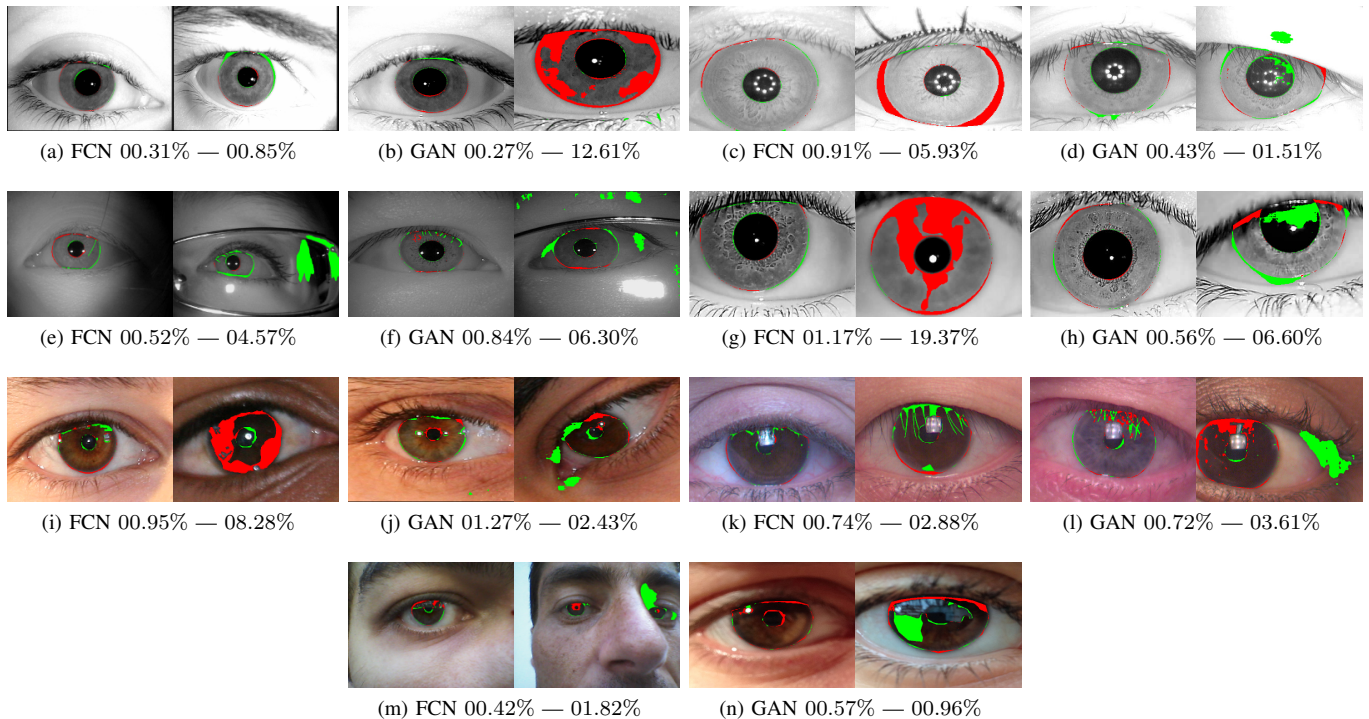 (a) FCN 00.31% — 00.85%
(b) GAN 00.27% — 12.61%
(c) FCN 00.91% — 05.93%
(d) GAN 00.43% — 01.51%
(e) FCN 00.52% — 04.57%
(f) GAN 00.84% — 06.30%
(g) FCN 01.17% — 19.37%
(h) GAN 00.56% — 06.60%
(i) FCN 00.95% — 08.28%
(j) GAN 01.27% — 02.43%
(k) FCN 00.74% — 02.88%
(l) GAN 00.72% — 03.61%
(m) FCN 00.42% — 01.82%
(n) GAN 00.57% — 00.96%